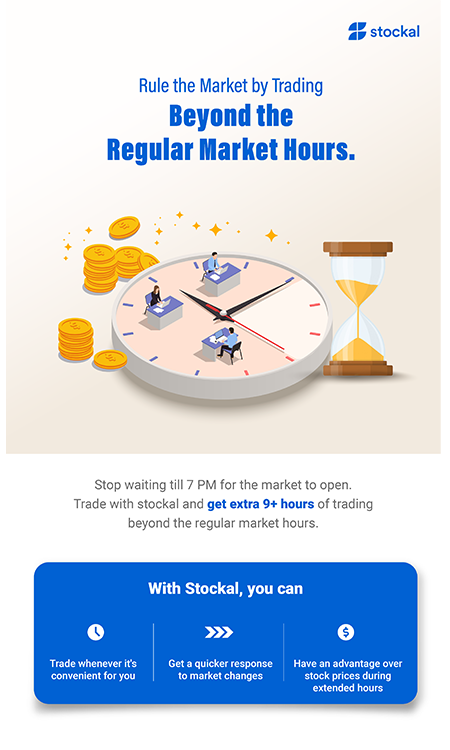 stockal
Rule the Market by Trading
Beyond the
Regular Market Hours.
Stop waiting till 7 PM for the market to open.
Trade with stockal and get extra 9+ hours of trading
beyond the regular market hours.
With Stockal, you can
Trade whenever it's
convenient for you
Get a quicker response
to market changes
$
Have an advantage over
stock prices during
extended hours